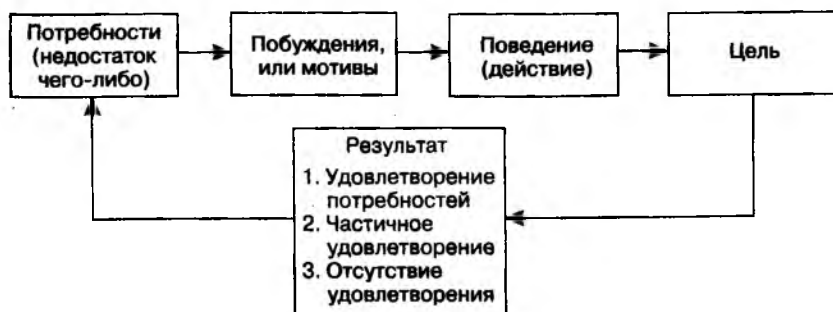 Потребности
(недостаток
чего-либо)
Побуждения,
или мотивы
Поведение
(действие)
Цель
Результат
1. Удовлетворение
потребностей
2. Частичное
удовлетворение
3. Отсутствие
удовлетворения